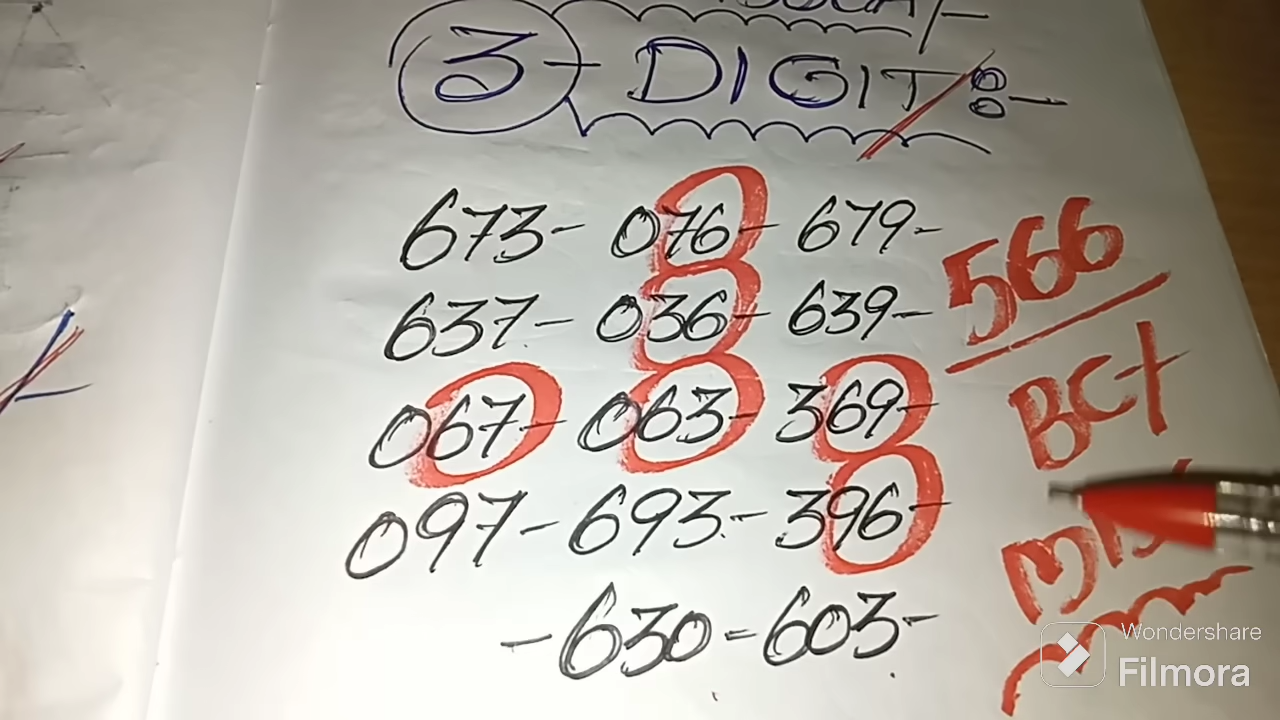 3- DIGIT :-
673- 076- 679-
637- 036- 639-
067- 063- 369-
097- 693- 396-
-630-603-
566
BC+
Wondershare
Filmora